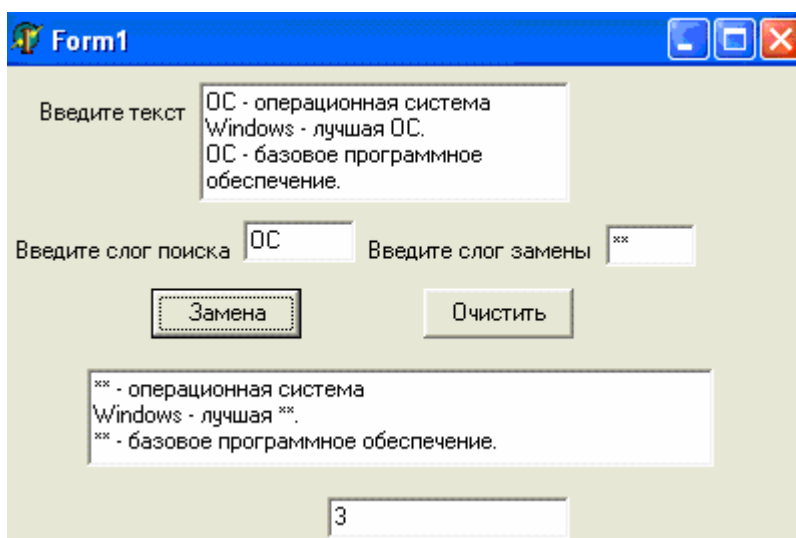 Form1
Введите текст
ОС - операционная система
Windows - лучшая ОС.
ОС - базовое программное
обеспечение.
Введите слог поиска
ОС
Введите слог замены
**
Замена
Очистить
** - операционная система
Windows - лучшая **.
** - базовое программное обеспечение.
3